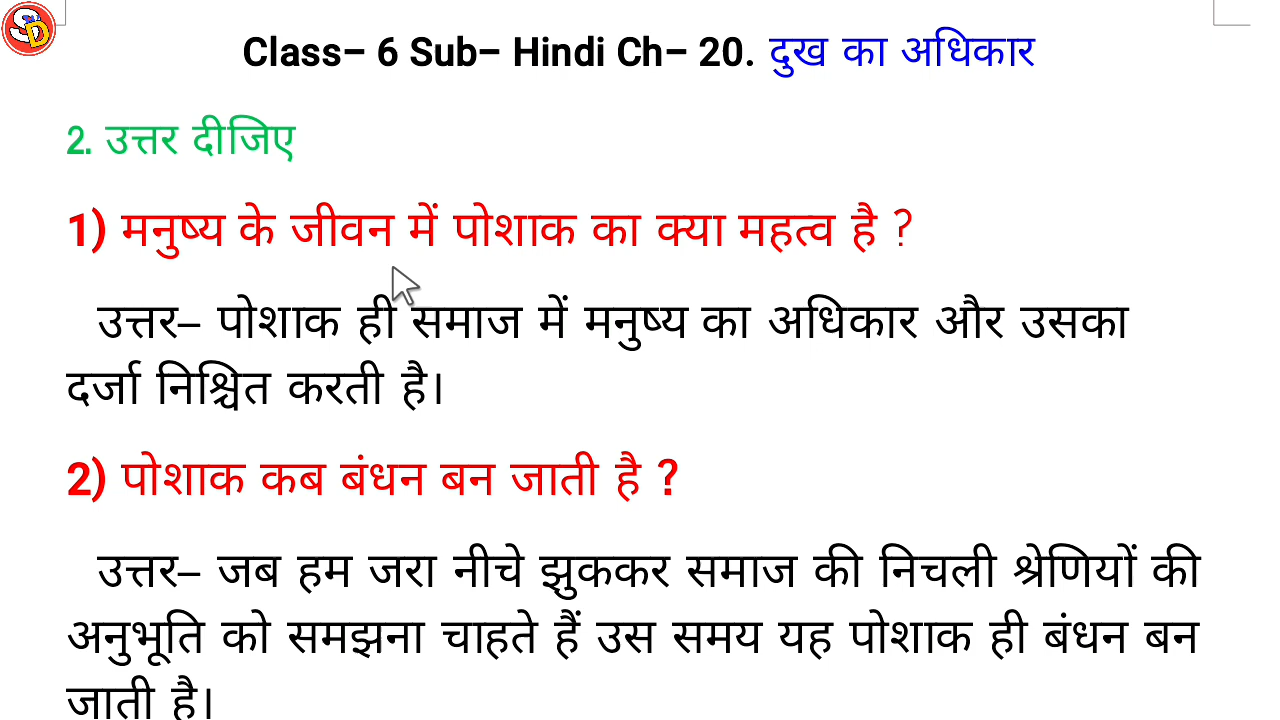 SD
Class– 6 Sub– Hindi Ch– 20. दुख का अधिकार
2. उत्तर दीजिए
1) मनुष्य के जीवन में पोशाक का क्या महत्व है ?
उत्तर– पोशाक ही समाज में मनुष्य का अधिकार और उसका
दर्जा निश्चित करती है।
2) पोशाक कब बंधन बन जाती है ?
उत्तर– जब हम जरा नीचे झुककर समाज की निचली श्रेणियों की
अनुभूति को समझना चाहते हैं उस समय यह पोशाक ही बंधन बन
जाती है।